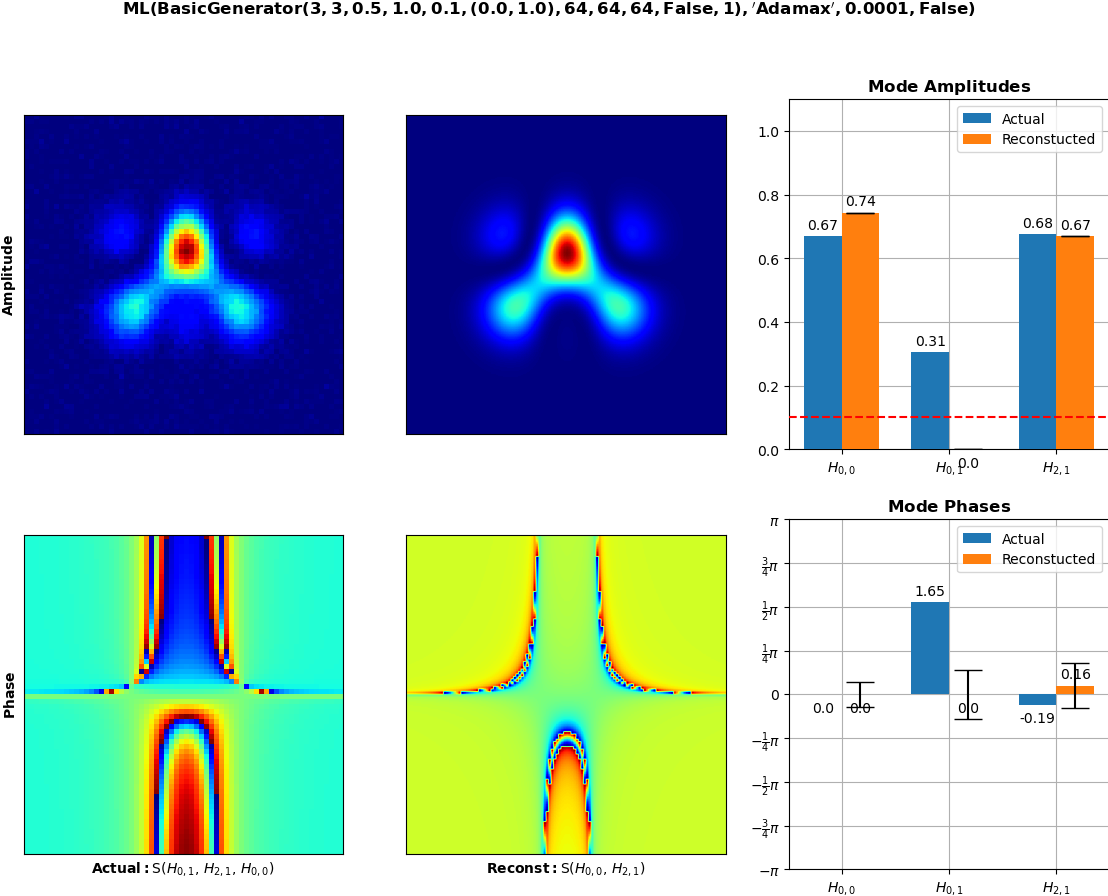 ML(BasicGenerator(3, 3, 0.5, 1.0, 0.1, (0.0, 1.0), 64, 64, 64, False, 1), ′Adamax′, 0.0001, False)
Amplitude
Mode Amplitudes
Actual
Reconstucted
1.0
0.8
0.6
0.4
0.2
0.0
0.67
0.74
0.31
0.0
0.68
0.67
H0,0
H0,1
H2,1
Phase
Actual: S(H0,1, H2,1, H0,0)
Reconst: S(H0,0, H2,1)
Mode Phases
Actual
Reconstucted
π
3/4π
1/2π
1/4π
0
−1/4π
−1/2π
−3/4π
−π
0.0
0.0
1.65
0.0
-0.19
0.16
H0,0
H0,1
H2,1